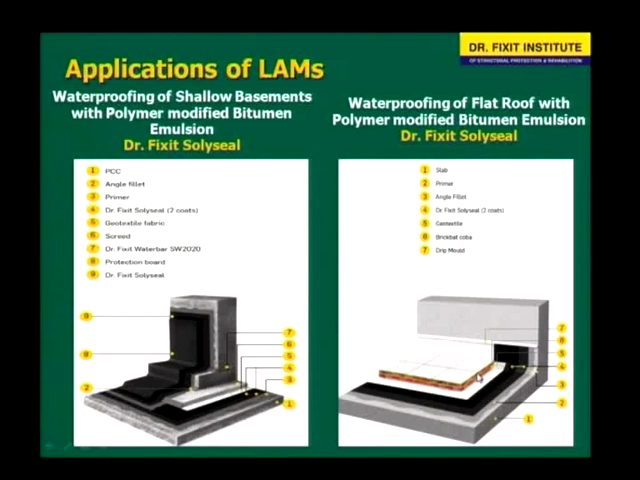 DR. FIXIT INSTITUTE
OF STRUCTURAL PROTECTION & REHABILITATION
Applications of LAMs
Waterproofing of Shallow Basements
with Polymer modified Bitumen
Emulsion
Dr. Fixit Solyseal
1 PCC
2 Angle fillet
3 Primer
4 Dr. Fixit Solyseal (2 coats)
5 Geotextile fabric
6 Screed
7 Dr. Fixit Waterbar SW2020
8 Protection board
9 Dr. Fixit Solyseal
9
8
2
7
6
5
4
3
1
Waterproofing of Flat Roof with
Polymer modified Bitumen Emulsion
Dr. Fixit Solyseal
1 Slab
2 Primer
3 Angle Fillet
4 Dr Fixit Solyseal (2 coats)
5 Geotextile
6 Brickbat coba
7 Drip Mould
7
6
5
4
3
2
1